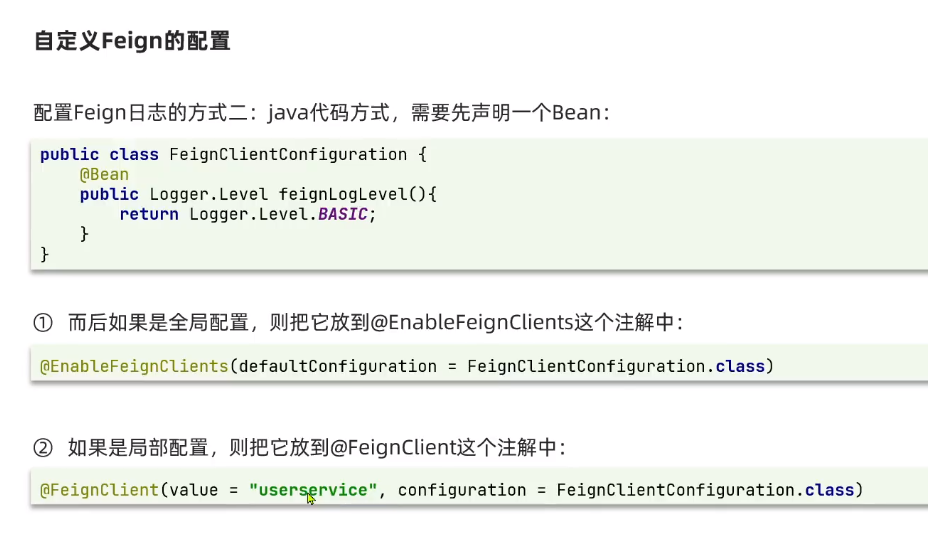 自定义Feign的配置
配置Feign日志的方式二：java代码方式，需要先声明一个Bean：
public class FeignClientConfiguration {
    @Bean
    public Logger.Level feignLogLevel(){
        return Logger.Level.BASIC;
    }
}
① 而后如果是全局配置，则把它放到@EnableFeignClients这个注解中：
@EnableFeignClients(defaultConfiguration = FeignClientConfiguration.class)
② 如果是局部配置，则把它放到@FeignClient这个注解中：
@FeignClient(value = "userservice", configuration = FeignClientConfiguration.class)